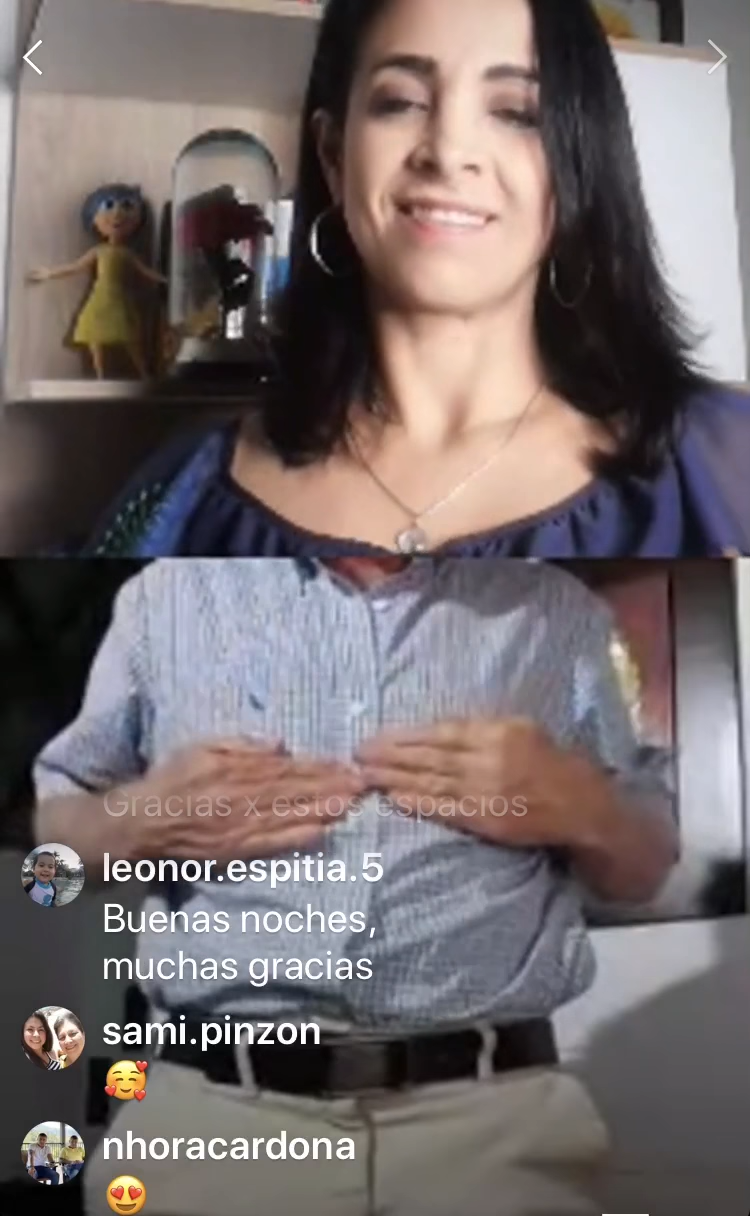 Gracias x estos espacios
leonor.espitia.5
Buenas noches,
muchas gracias
sami.pinzon
🥰
nhoracardona
😍